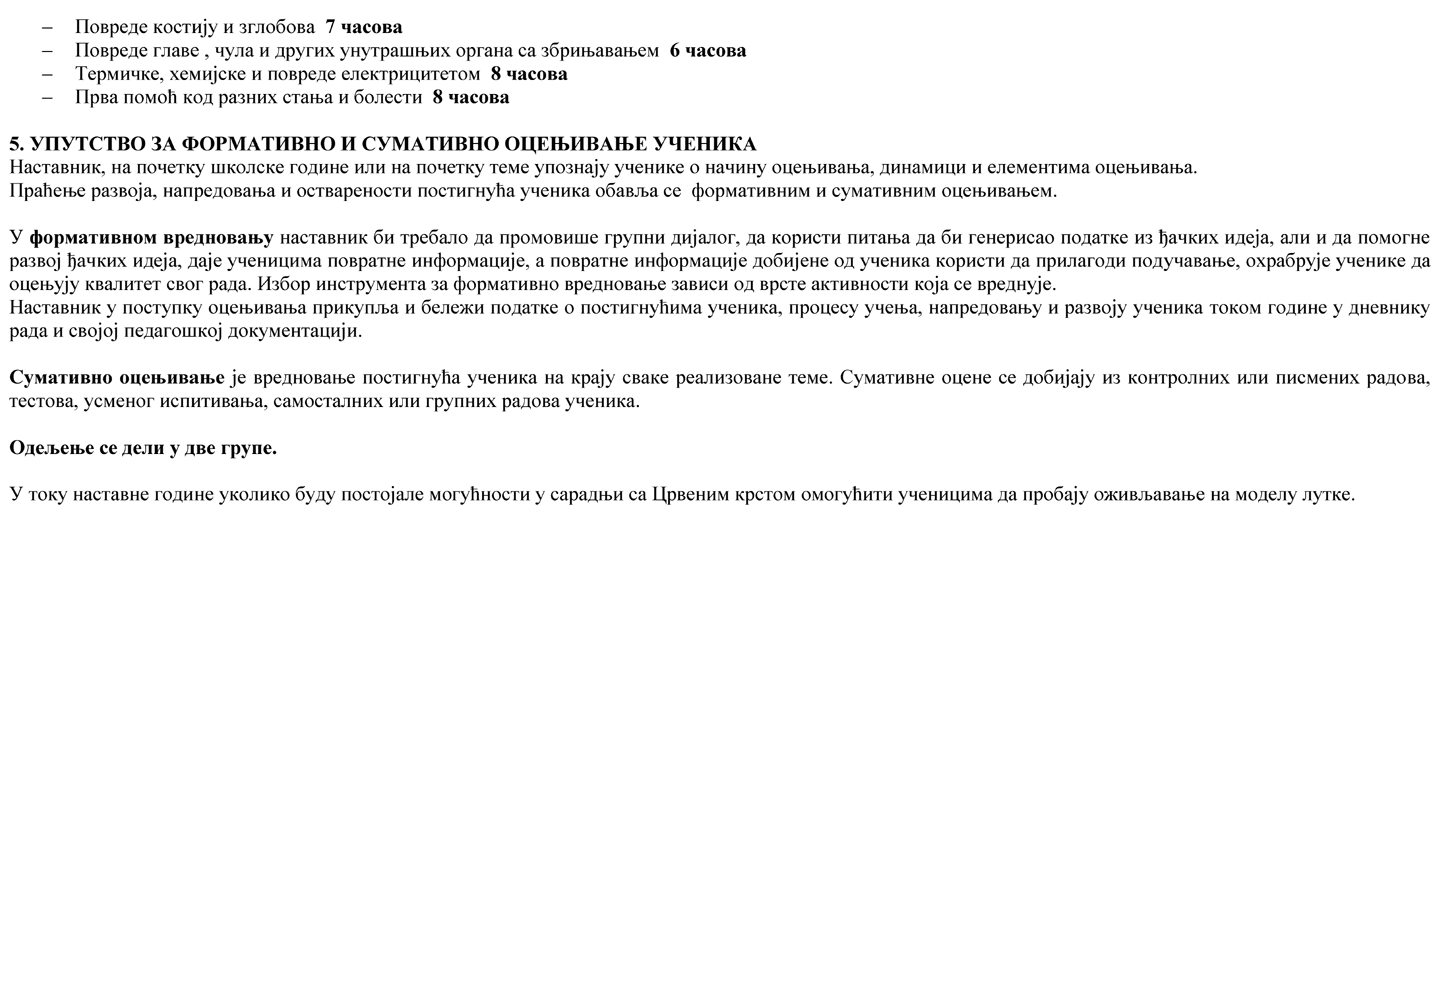 – Повреде костију и зглобова 7 часова
– Повреде главе , чула и других унутрашњих органа са збрињавањем 6 часова
– Термичке, хемијске и повреде електрицитетом 8 часова
– Прва помоћ код разних стања и болести 8 часова
5. УПУТСТВО ЗА ФОРМАТИВНО И СУМАТИВНО ОЦЕЊИВАЊЕ УЧЕНИКА
Наставник, на почетку школске године или на почетку теме упознају ученике о начину оцењивања, динамици и елементима оцењивања.
Праћење развоја, напредовања и остварености постигнућа ученика обавља се формативним и сумативним оцењивањем.
У формативном вредновању наставник би требало да промовише групни дијалог, да користи питања да би генерисао податке из ђачких идеја, али и да помогне
развој ђачких идеја, даје ученицима повратне информације, а повратне информације добијене од ученика користи да прилагоди подучавање, охрабрује ученике да
оцењују квалитет свог рада. Избор инструмента за формативно вредновање зависи од врсте активности која се вреднује.
Наставник у поступку оцењивања прикупља и бележи податке о постигнућима ученика, процесу учења, напредовању и развоју ученика током године у дневнику
рада и својој педагошкој документацији.
Сумативно оцењивање је вредновање постигнућа ученика на крају сваке реализоване теме. Сумативне оцене се добијају из контролних или писмених радова,
тестова, усменог испитивања, самосталних или групних радова ученика.
Одељење се дели у две групе.
У току наставне године уколико буду постојале могућности у сарадњи са Црвеним крстом омогућити ученицима да пробају оживљавање на моделу лутке.